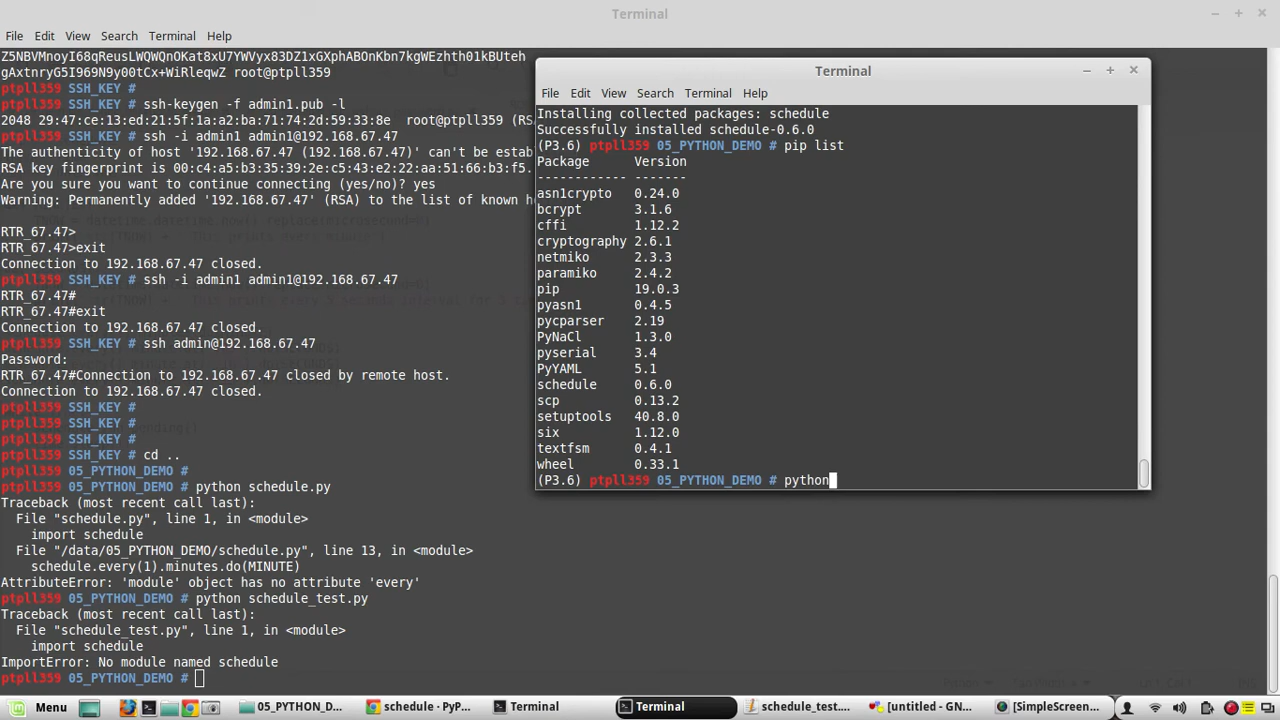 Terminal
File Edit View Search Terminal Help
Z5NBVMnoyI68qReusLWQWQnOKat8xU7YWVyx83DZ1xGXphABOnKbn7kgWEzhth01kBUteh
gAxtnryG5I969N9y00tCx+WiRleqwZ root@ptpll359
ptpll359 SSH_KEY #
ptpll359 SSH_KEY # ssh-keygen -f admin1.pub -l
2048 29:47:ce:13:ed:21:5f:1a:a2:ba:71:74:2d:59:33:8e root@ptpll359 (RS
ptpll359 SSH_KEY # ssh -i admin1 admin1@192.168.67.47
The authenticity of host '192.168.67.47 (192.168.67.47)' can't be estab
RSA key fingerprint is 00:c4:a5:b3:35:39:2e:c5:43:e2:22:aa:51:66:b3:f5.
Are you sure you want to continue connecting (yes/no)? yes
Warning: Permanently added '192.168.67.47' (RSA) to the list of known h
RTR_67.47>
RTR_67.47>exit
Connection to 192.168.67.47 closed.
ptpll359 SSH_KEY # ssh -i admin1 admin1@192.168.67.47
RTR_67.47#
RTR_67.47#exit
Connection to 192.168.67.47 closed.
ptpll359 SSH_KEY # ssh admin@192.168.67.47
Password:
RTR_67.47#Connection to 192.168.67.47 closed by remote host.
Connection to 192.168.67.47 closed.
ptpll359 SSH_KEY #
ptpll359 SSH_KEY #
ptpll359 SSH_KEY #
ptpll359 SSH_KEY # cd ..
ptpll359 05_PYTHON_DEMO #
ptpll359 05_PYTHON_DEMO # python schedule.py
Traceback (most recent call last):
File "schedule.py", line 1, in <module>
import schedule
File "/data/05_PYTHON_DEMO/schedule.py", line 13, in <module>
schedule.every(1).minutes.do(MINUTE)
AttributeError: 'module' object has no attribute 'every'
ptpll359 05_PYTHON_DEMO # python schedule_test.py
Traceback (most recent call last):
File "schedule_test.py", line 1, in <module>
import schedule
ImportError: No module named schedule
ptpll359 05_PYTHON_DEMO #
Terminal
File Edit View Search Terminal Help
Installing collected packages: schedule
Successfully installed schedule-0.6.0
(P3.6) ptpll359 05_PYTHON_DEMO # pip list
Package Version
------------ -------
asn1crypto 0.24.0
bcrypt 3.1.6
cffi 1.12.2
cryptography 2.6.1
netmiko 2.3.3
paramiko 2.4.2
pip 19.0.3
pyasn1 0.4.5
pycparser 2.19
PyNaCl 1.3.0
pyserial 3.4
PyYAML 5.1
schedule 0.6.0
scp 0.13.2
setuptools 40.8.0
six 1.12.0
textfsm 0.4.1
wheel 0.33.1
(P3.6) ptpll359 05_PYTHON_DEMO # python
Menu 05_PYTHON_D... schedule · PyP... Terminal Terminal schedule_test.... [untitled - GN... [SimpleScreen...